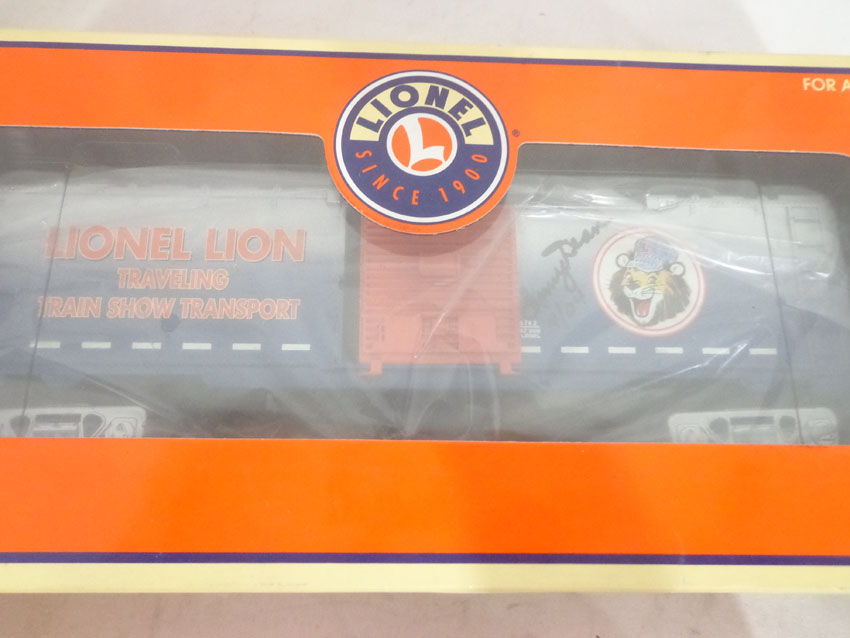 FOR A
LIONEL
L
SINCE 1900
®
LIONEL LION
TRAVELING
TRAIN SHOW TRANSPORT